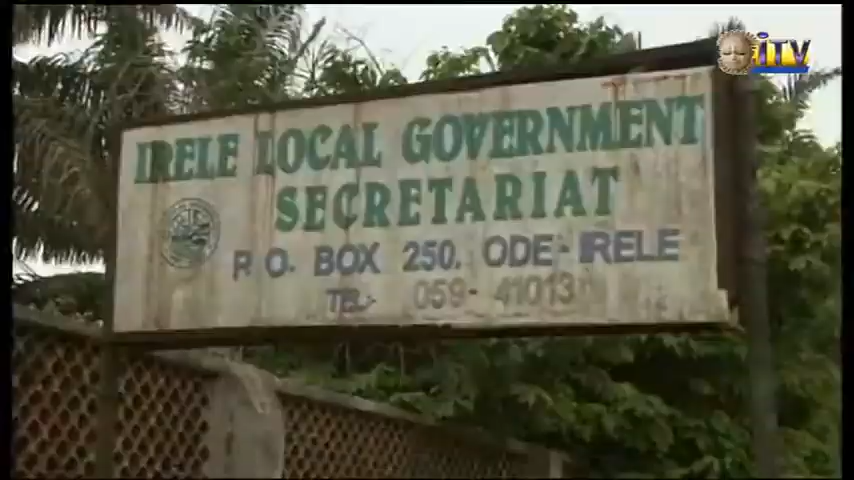 iTV
IRELE LOCAL GOVERNMENT
SECRETARIAT
P.O. BOX 250, ODE-IRELE
TEL:- 059-41013